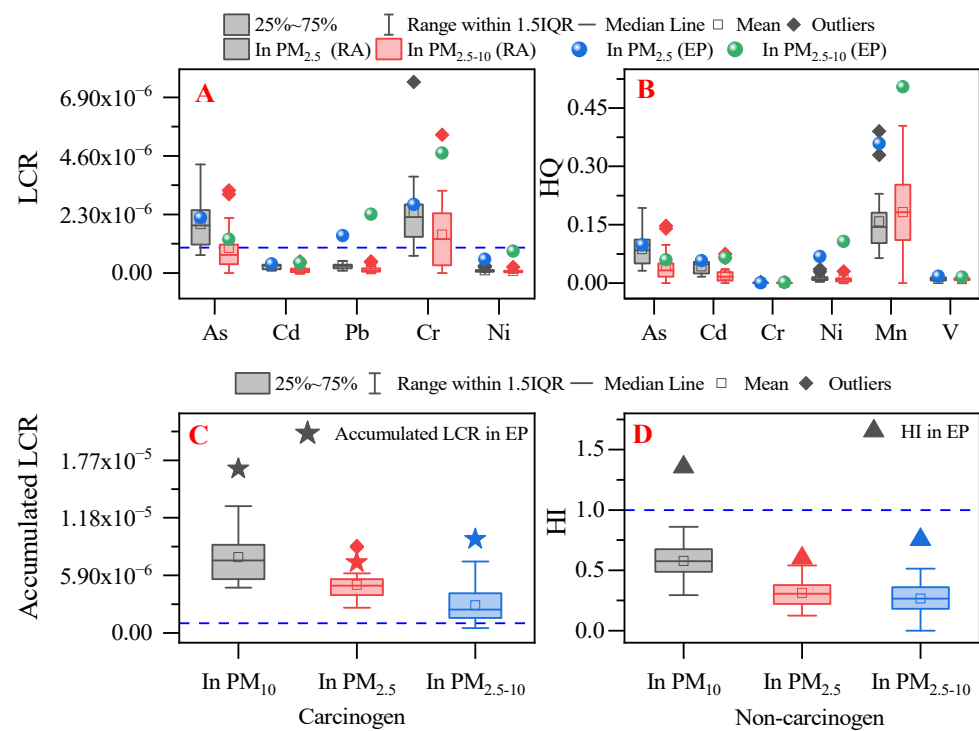 25%~75% Range within 1.5IQR Median Line Mean Outliers
In PM2.5 (RA) In PM2.5-10 (RA) In PM2.5 (EP) In PM2.5-10 (EP)
A
LCR
6.90x10⁻⁶
4.60x10⁻⁶
2.30x10⁻⁶
0.00
As Cd Pb Cr Ni
B
HQ
0.45
0.30
0.15
0.00
As Cd Cr Ni Mn V
25%~75% Range within 1.5IQR Median Line Mean Outliers
C
Accumulated LCR in EP
Accumulated LCR
1.77x10⁻⁵
1.18x10⁻⁵
5.90x10⁻⁶
0.00
In PM10 In PM2.5 In PM2.5-10
Carcinogen
D
HI in EP
HI
1.5
1.0
0.5
0.0
In PM10 In PM2.5 In PM2.5-10
Non-carcinogen